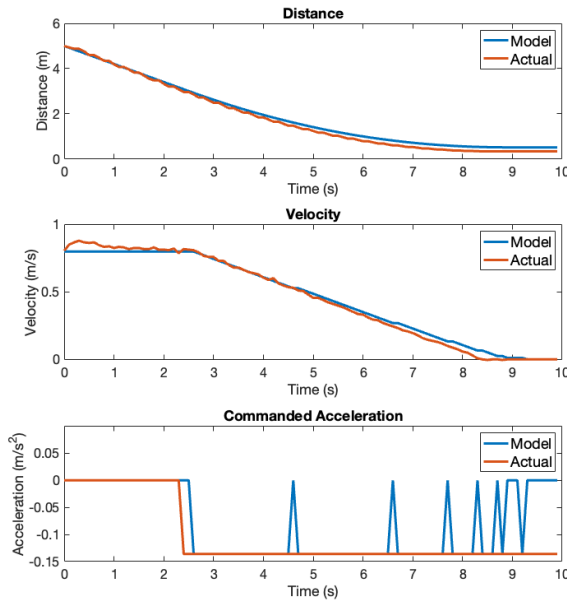 Distance
6
4
2
0
Distance (m)
Model
Actual
0 1 2 3 4 5 6 7 8 9 10
Time (s)
Velocity
1
0.5
0
Velocity (m/s)
Model
Actual
0 1 2 3 4 5 6 7 8 9 10
Time (s)
Commanded Acceleration
0.05
0
-0.05
-0.1
-0.15
Acceleration (m/s²)
Model
Actual
0 1 2 3 4 5 6 7 8 9 10
Time (s)